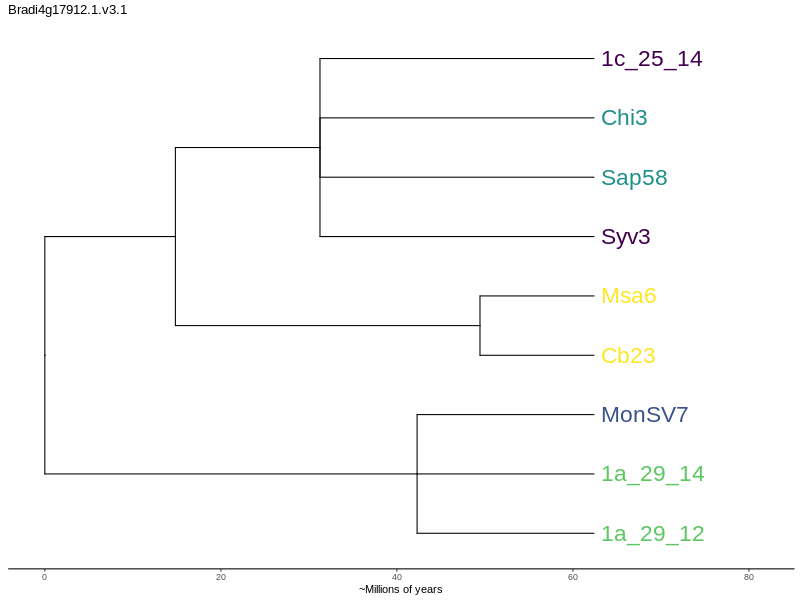 Bradi4g17912.1.v3.1
1c_25_14
Chi3
Sap58
Syv3
Msa6
Cb23
MonSV7
1a_29_14
1a_29_12
0 20 40 60 80
~Millions of years